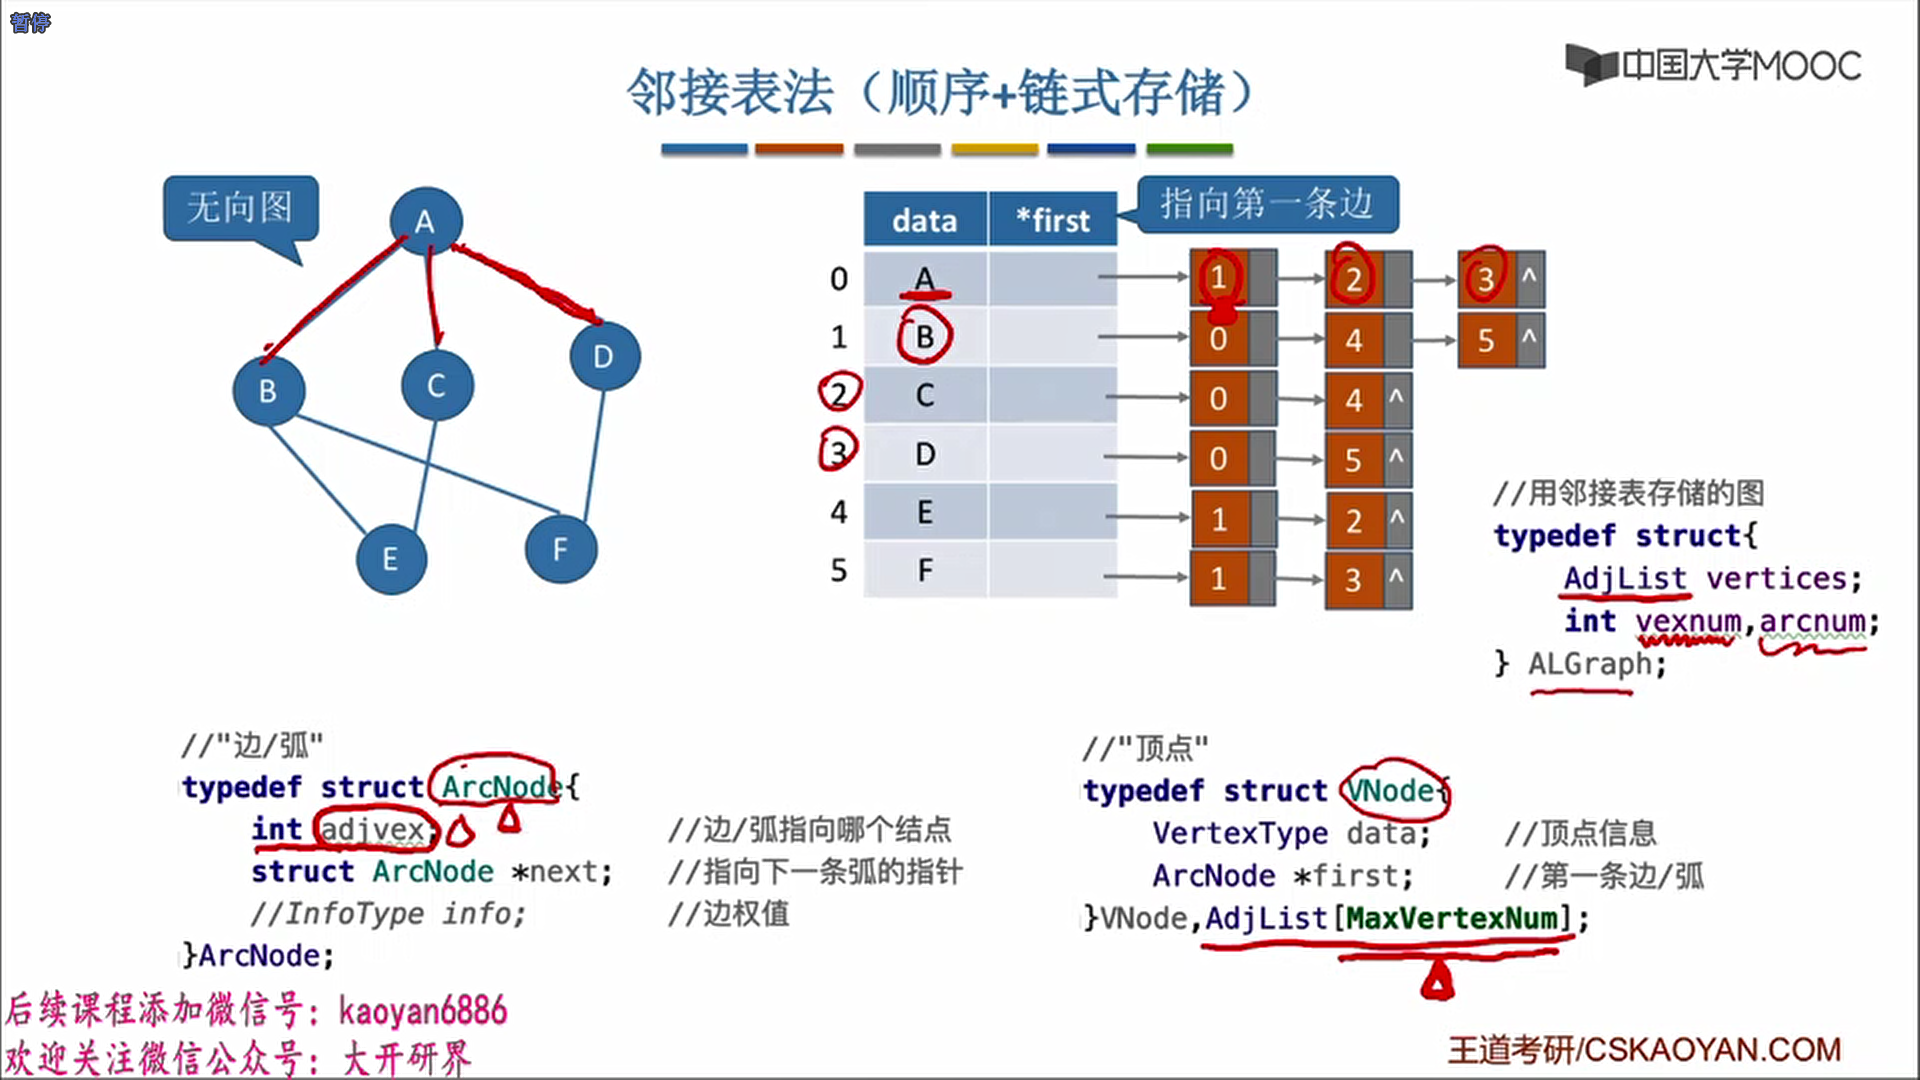 暂停
中国大学MOOC
邻接表法（顺序+链式存储）
无向图
A
B
C
D
E
F
指向第一条边
data *first
0 A 1 2 3 ^
1 B 0 4 5 ^
2 C 0 4 ^
3 D 0 5 ^
4 E 1 2 ^
5 F 1 3 ^
//用邻接表存储的图
typedef struct{
AdjList vertices;
int vexnum,arcnum;
} ALGraph;
//"边/弧"
typedef struct ArcNode{
int adjvex; //边/弧指向哪个结点
struct ArcNode *next; //指向下一条弧的指针
//InfoType info; //边权值
}ArcNode;
//"顶点"
typedef struct VNode{
VertexType data; //顶点信息
ArcNode *first; //第一条边/弧
}VNode,AdjList[MaxVertexNum];
后续课程添加微信号：kaoyan6886
欢迎关注微信公众号：大开研界
王道考研/CSKAOYAN.COM